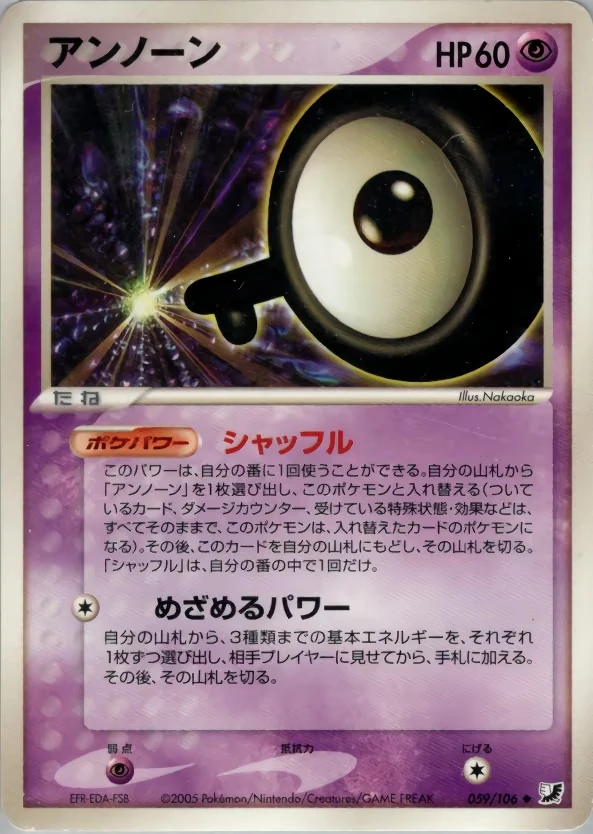 アンノーン HP60
たね Illus.Nakaoka
ポケパワー シャッフル
このパワーは、自分の番に1回使うことができる。自分の山札から
「アンノーン」を1枚選び出し、このポケモンと入れ替える(ついて
いるカード、ダメージカウンター、受けている特殊状態・効果などは、
すべてそのままで、このポケモンは、入れ替えたカードのポケモンに
なる)。その後、このカードを自分の山札にもどし、その山札を切る。
「シャッフル」は、自分の番の中で1回だけ。
めざめるパワー
自分の山札から、3種類までの基本エネルギーを、それぞれ
1枚ずつ選び出し、相手プレイヤーに見せてから、手札に加える。
その後、その山札を切る。
弱点 抵抗力 にげる
EFR-EDA-FSB ©2005 Pokémon/Nintendo/Creatures/GAME FREAK 059/106